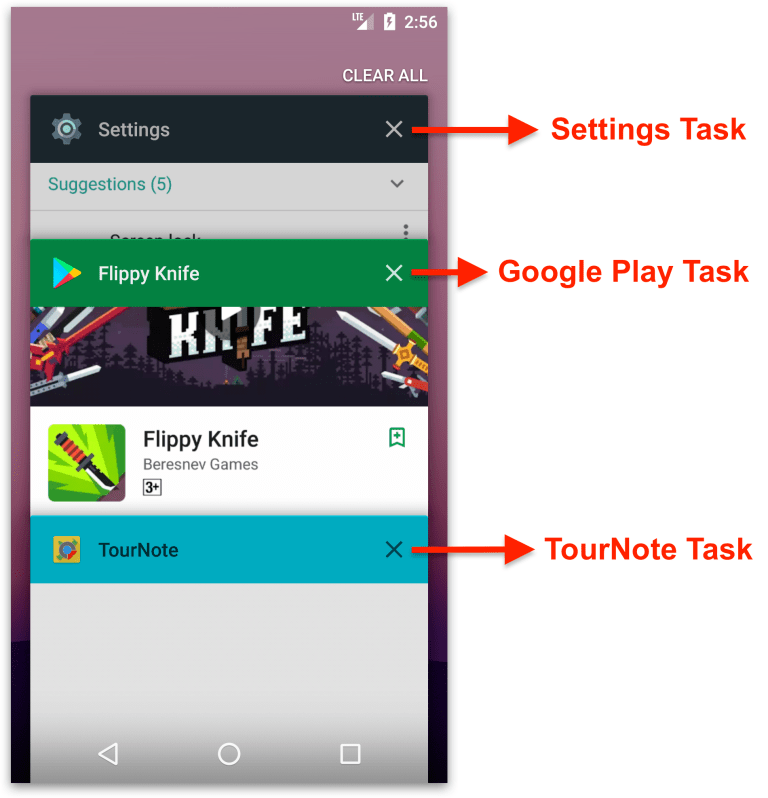 LTE 2:56
CLEAR ALL
Settings
Settings Task
Suggestions (5)
Screen lock
Flippy Knife
Google Play Task
KNIFE
Flippy Knife
Beresnev Games
3+
TourNote
TourNote Task